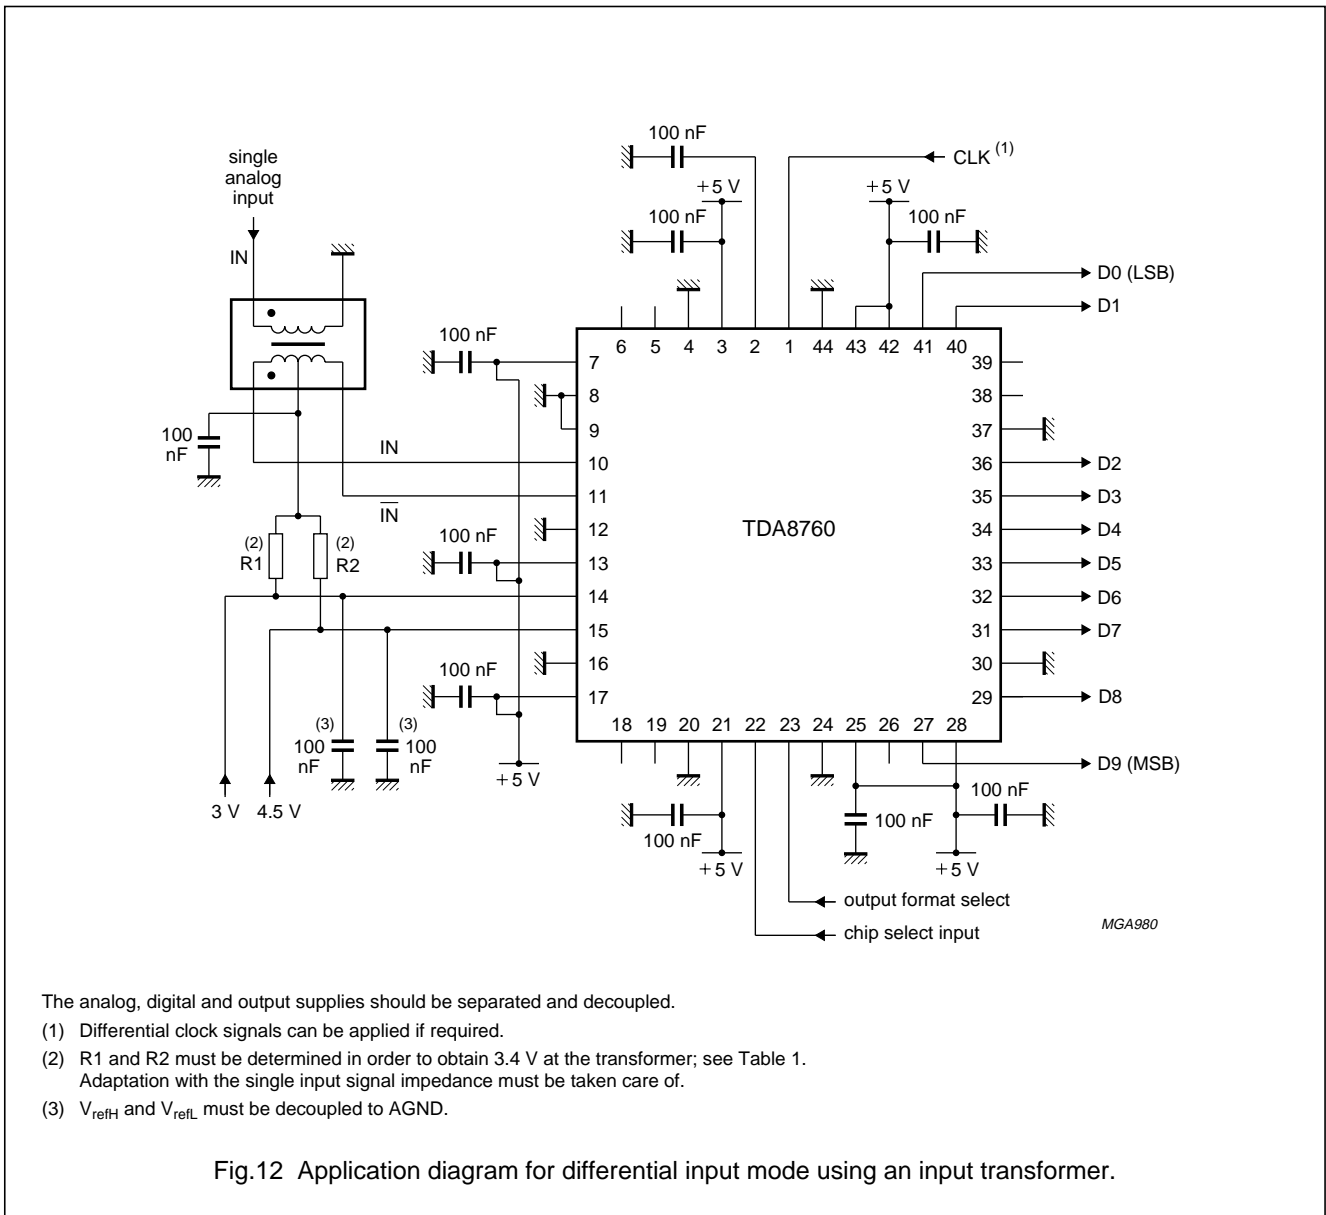 100 nF
CLK (1)
single
analog
input
+5 V
+5 V
100 nF
100 nF
IN
D0 (LSB)
D1
6 5 4 3 2 1 44 43 42 41 40
100 nF
7
39
8
38
9
37
100
nF
IN
10
36
D2
IN
11
35
D3
12
TDA8760
34
D4
(2)
R1
(2)
R2
100 nF
13
33
D5
14
32
D6
15
31
D7
16
30
100 nF
17
29
D8
18 19 20 21 22 23 24 25 26 27 28
(3)
100
nF
(3)
100
nF
+5 V
D9 (MSB)
3 V
4.5 V
100 nF
100 nF
100 nF
+5 V
+5 V
output format select
chip select input
MGA980
The analog, digital and output supplies should be separated and decoupled.
(1) Differential clock signals can be applied if required.
(2) R1 and R2 must be determined in order to obtain 3.4 V at the transformer; see Table 1.
Adaptation with the single input signal impedance must be taken care of.
(3) VrefH and VrefL must be decoupled to AGND.
Fig.12 Application diagram for differential input mode using an input transformer.